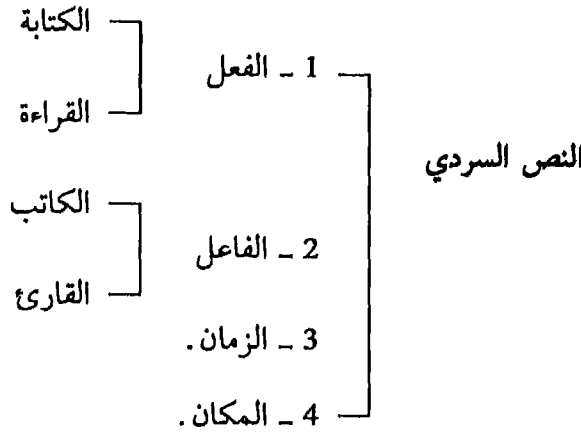 النص السردي
1 ـ الفعل
الكتابة
القراءة
2 ـ الفاعل
الكاتب
القارئ
3 ـ الزمان .
4 ـ المكان .